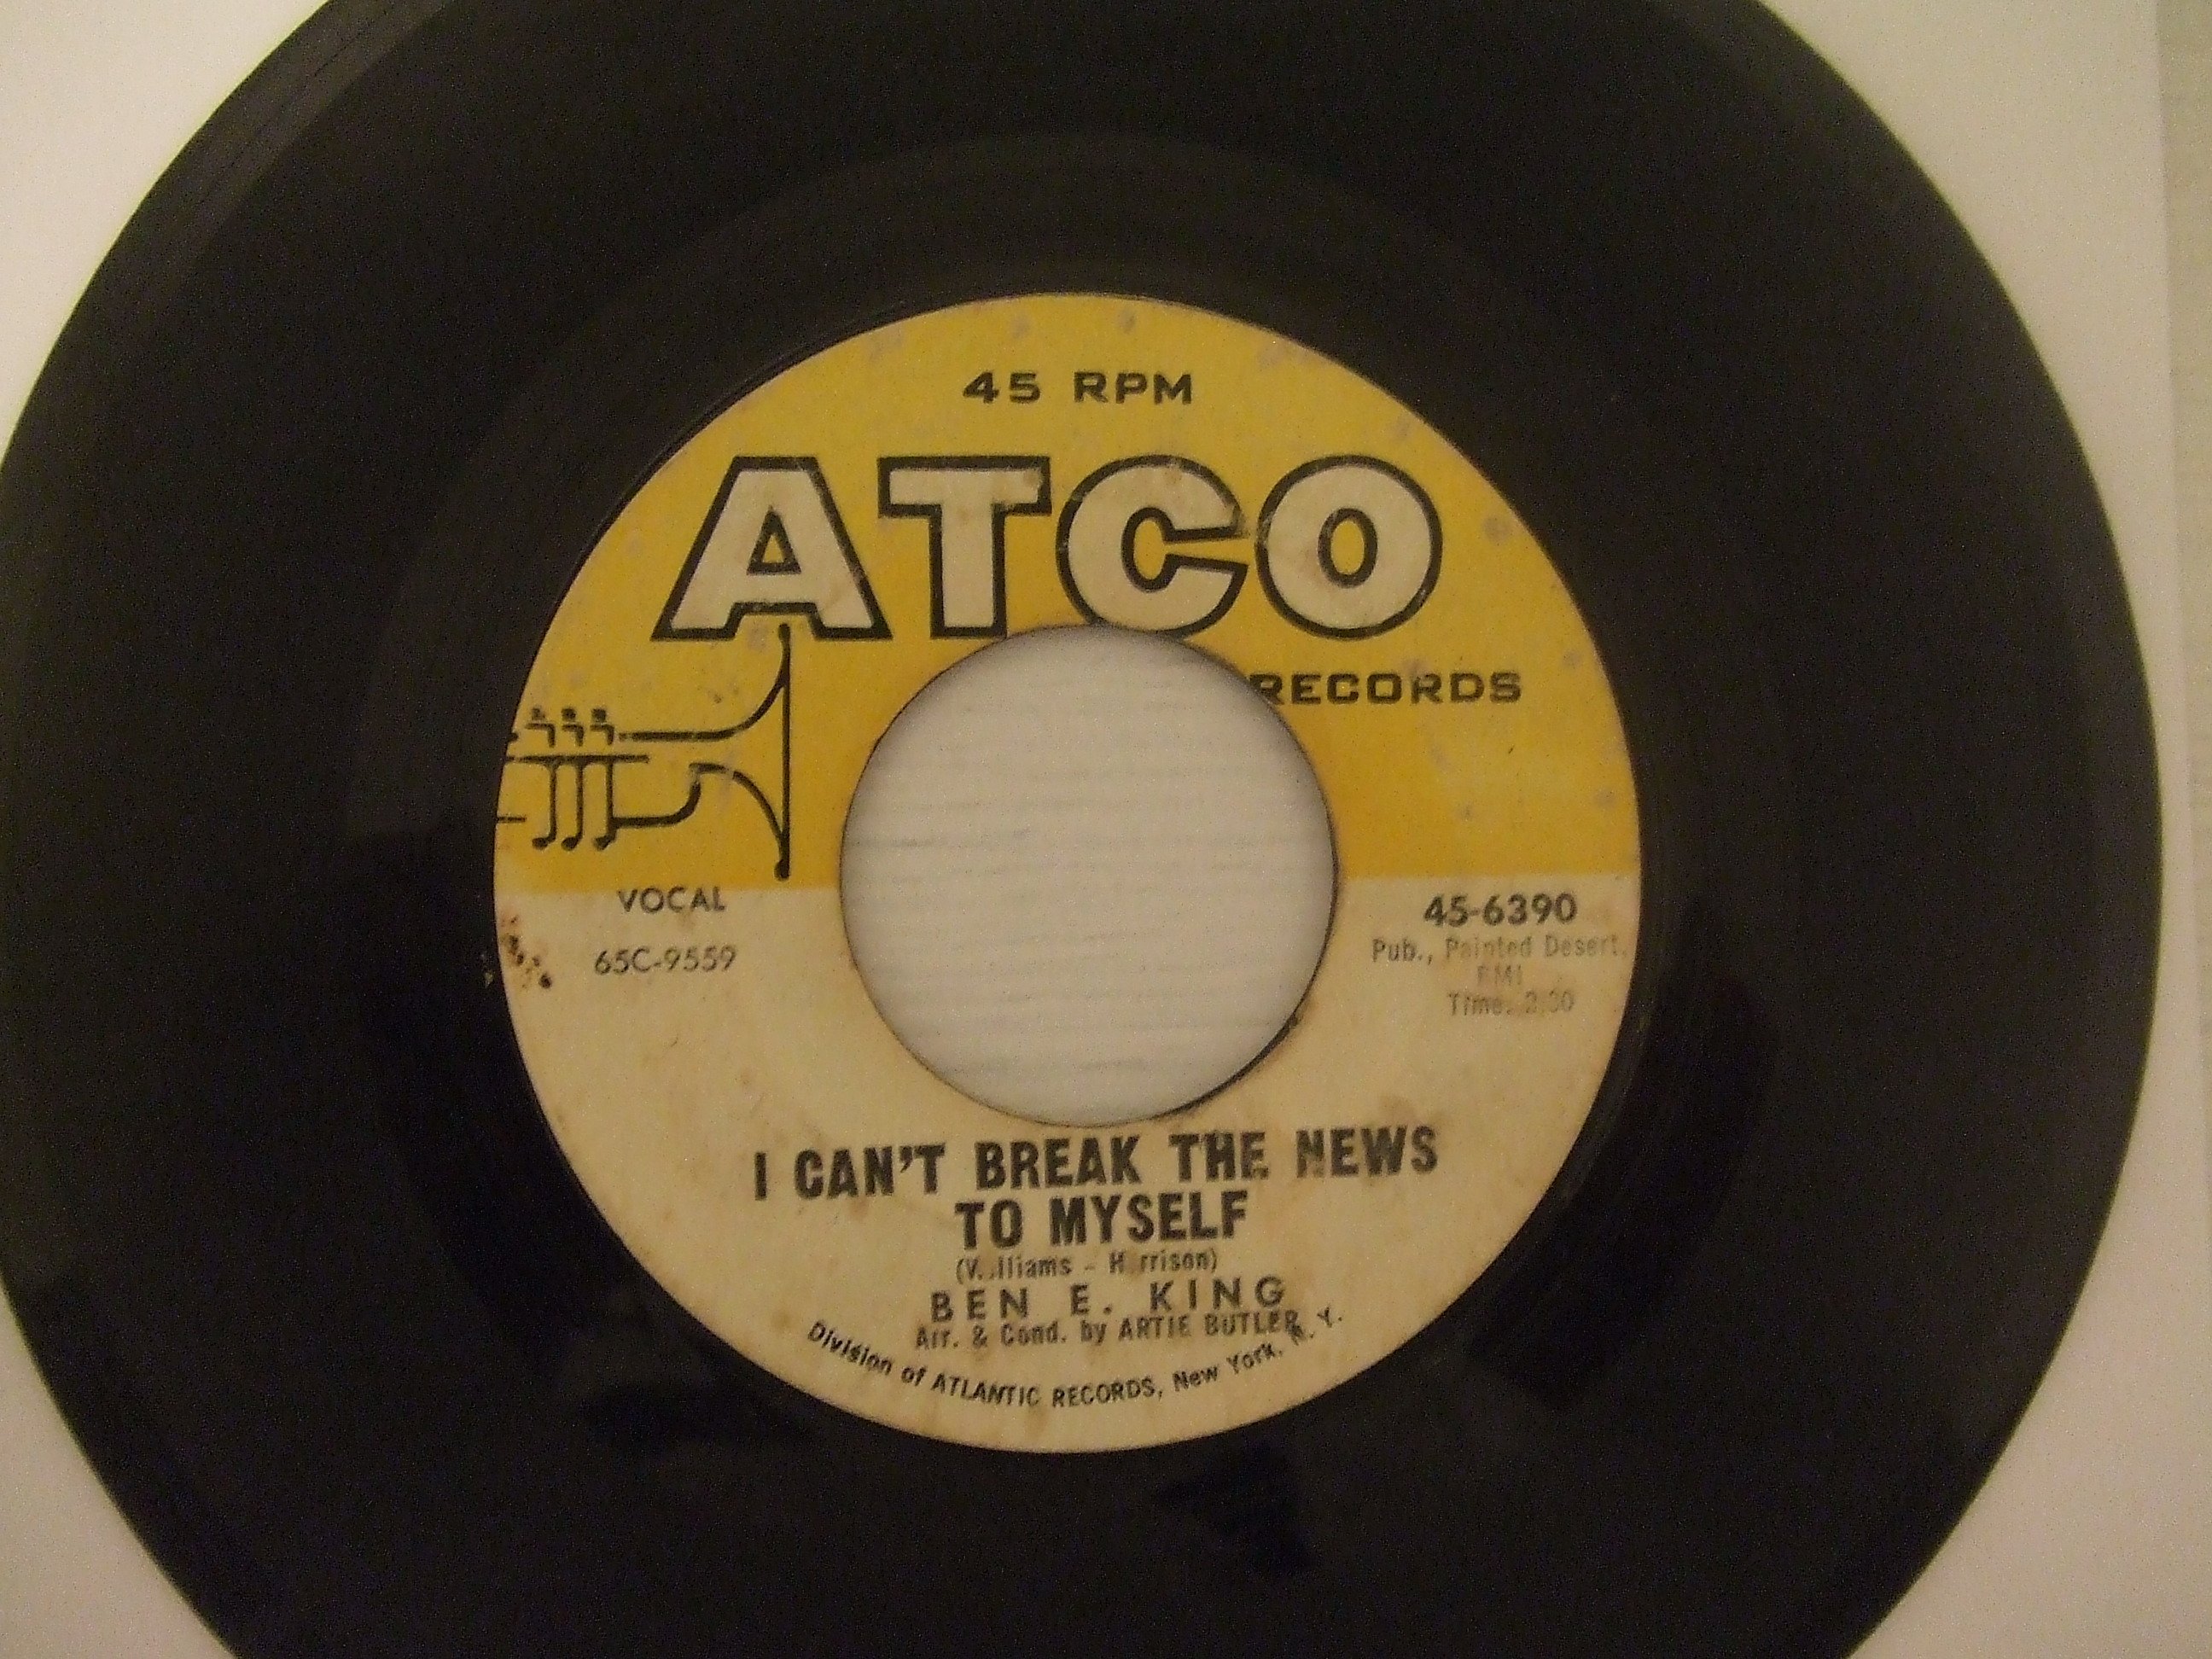 45 RPM
ATCO
RECORDS
VOCAL
65C-9559
45-6390
Pub., Painted Desert,
BMI
Time:
I CAN'T BREAK THE NEWS
TO MYSELF
BEN E. KING
Arr. & Cond. by ARTIE BUTLER
Division of ATLANTIC RECORDS, New York, N. Y.